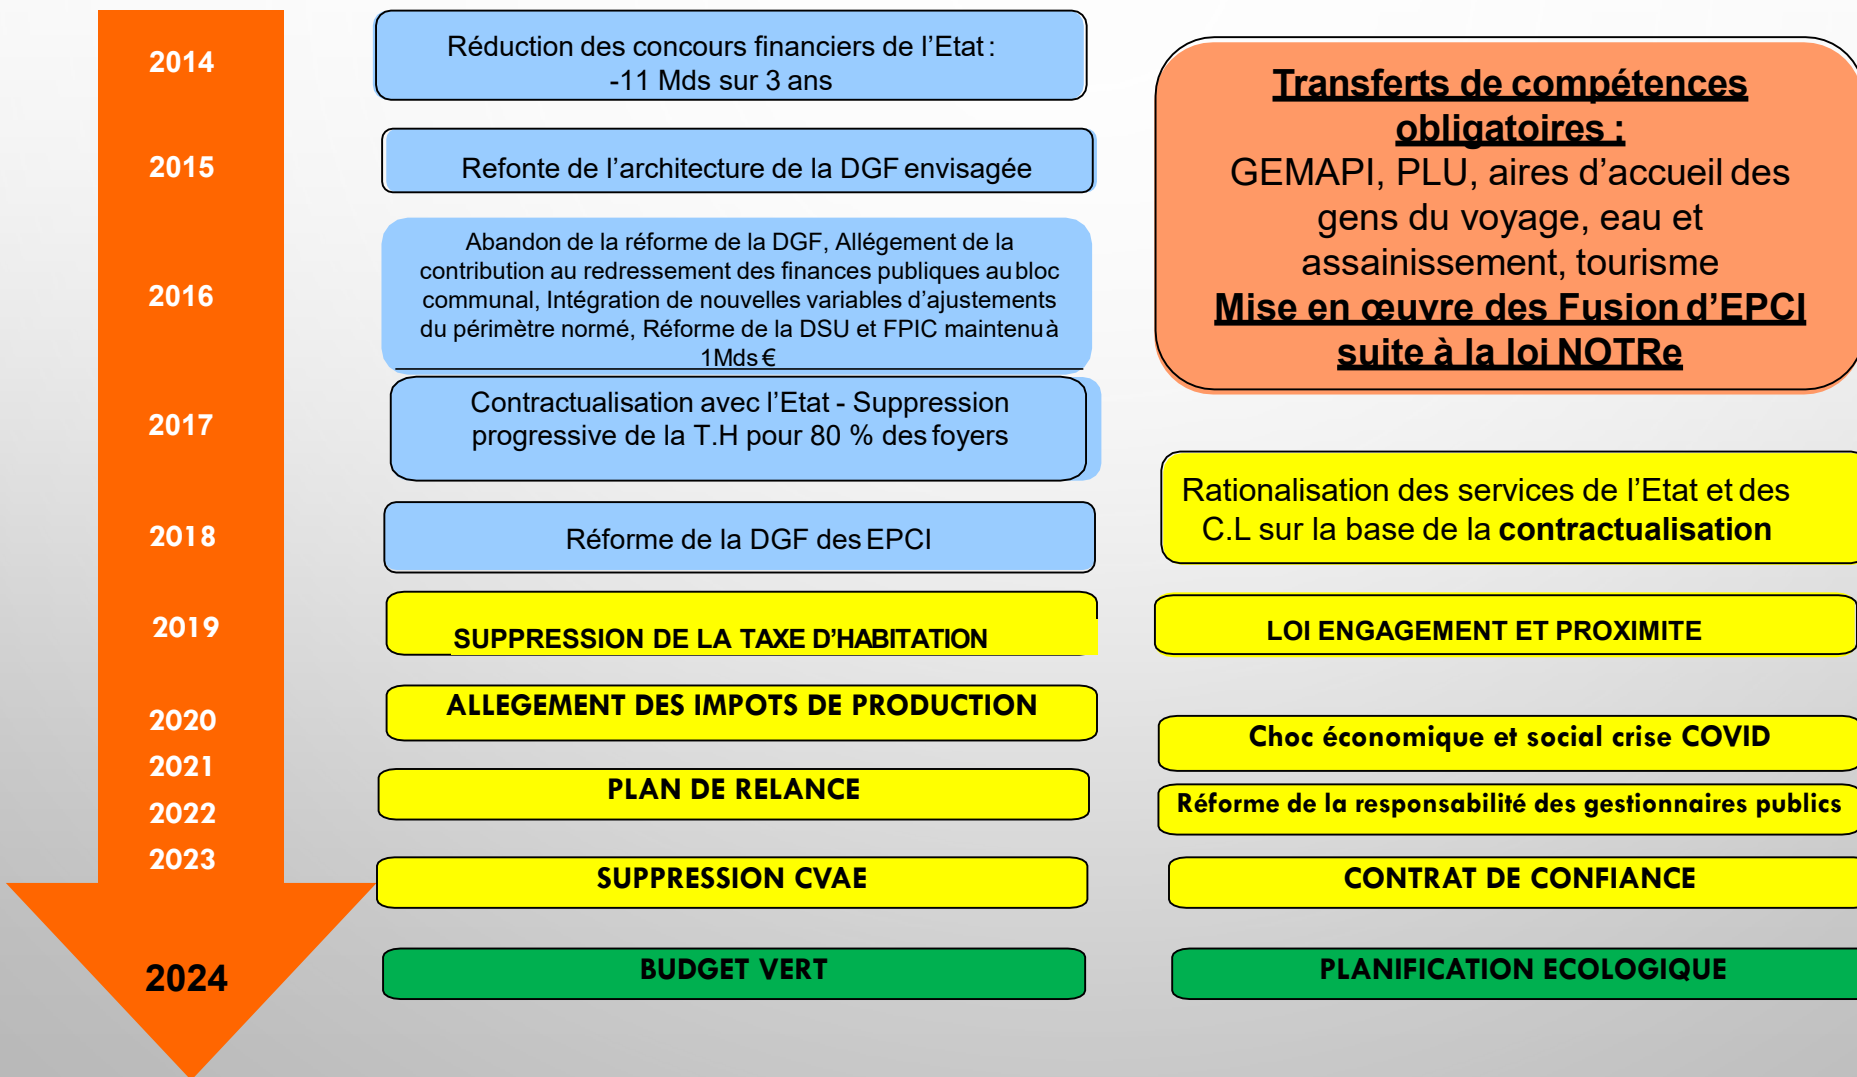 2014
Réduction des concours financiers de l’Etat :
-11 Mds sur 3 ans
2015
Refonte de l’architecture de la DGF envisagée
2016
Abandon de la réforme de la DGF, Allégement de la
contribution au redressement des finances publiques au bloc
communal, Intégration de nouvelles variables d’ajustements
du périmètre normé, Réforme de la DSU et FPIC maintenu à
1Mds €
2017
Contractualisation avec l’Etat - Suppression
progressive de la T.H pour 80 % des foyers
2018
Réforme de la DGF des EPCI
2019
SUPPRESSION DE LA TAXE D’HABITATION
2020
ALLEGEMENT DES IMPOTS DE PRODUCTION
2021
PLAN DE RELANCE
2022
2023
SUPPRESSION CVAE
2024
BUDGET VERT
Transferts de compétences
obligatoires :
GEMAPI, PLU, aires d’accueil des
gens du voyage, eau et
assainissement, tourisme
Mise en œuvre des Fusion d’EPCI
suite à la loi NOTRe
Rationalisation des services de l’Etat et des
C.L sur la base de la contractualisation
LOI ENGAGEMENT ET PROXIMITE
Choc économique et social crise COVID
Réforme de la responsabilité des gestionnaires publics
CONTRAT DE CONFIANCE
PLANIFICATION ECOLOGIQUE